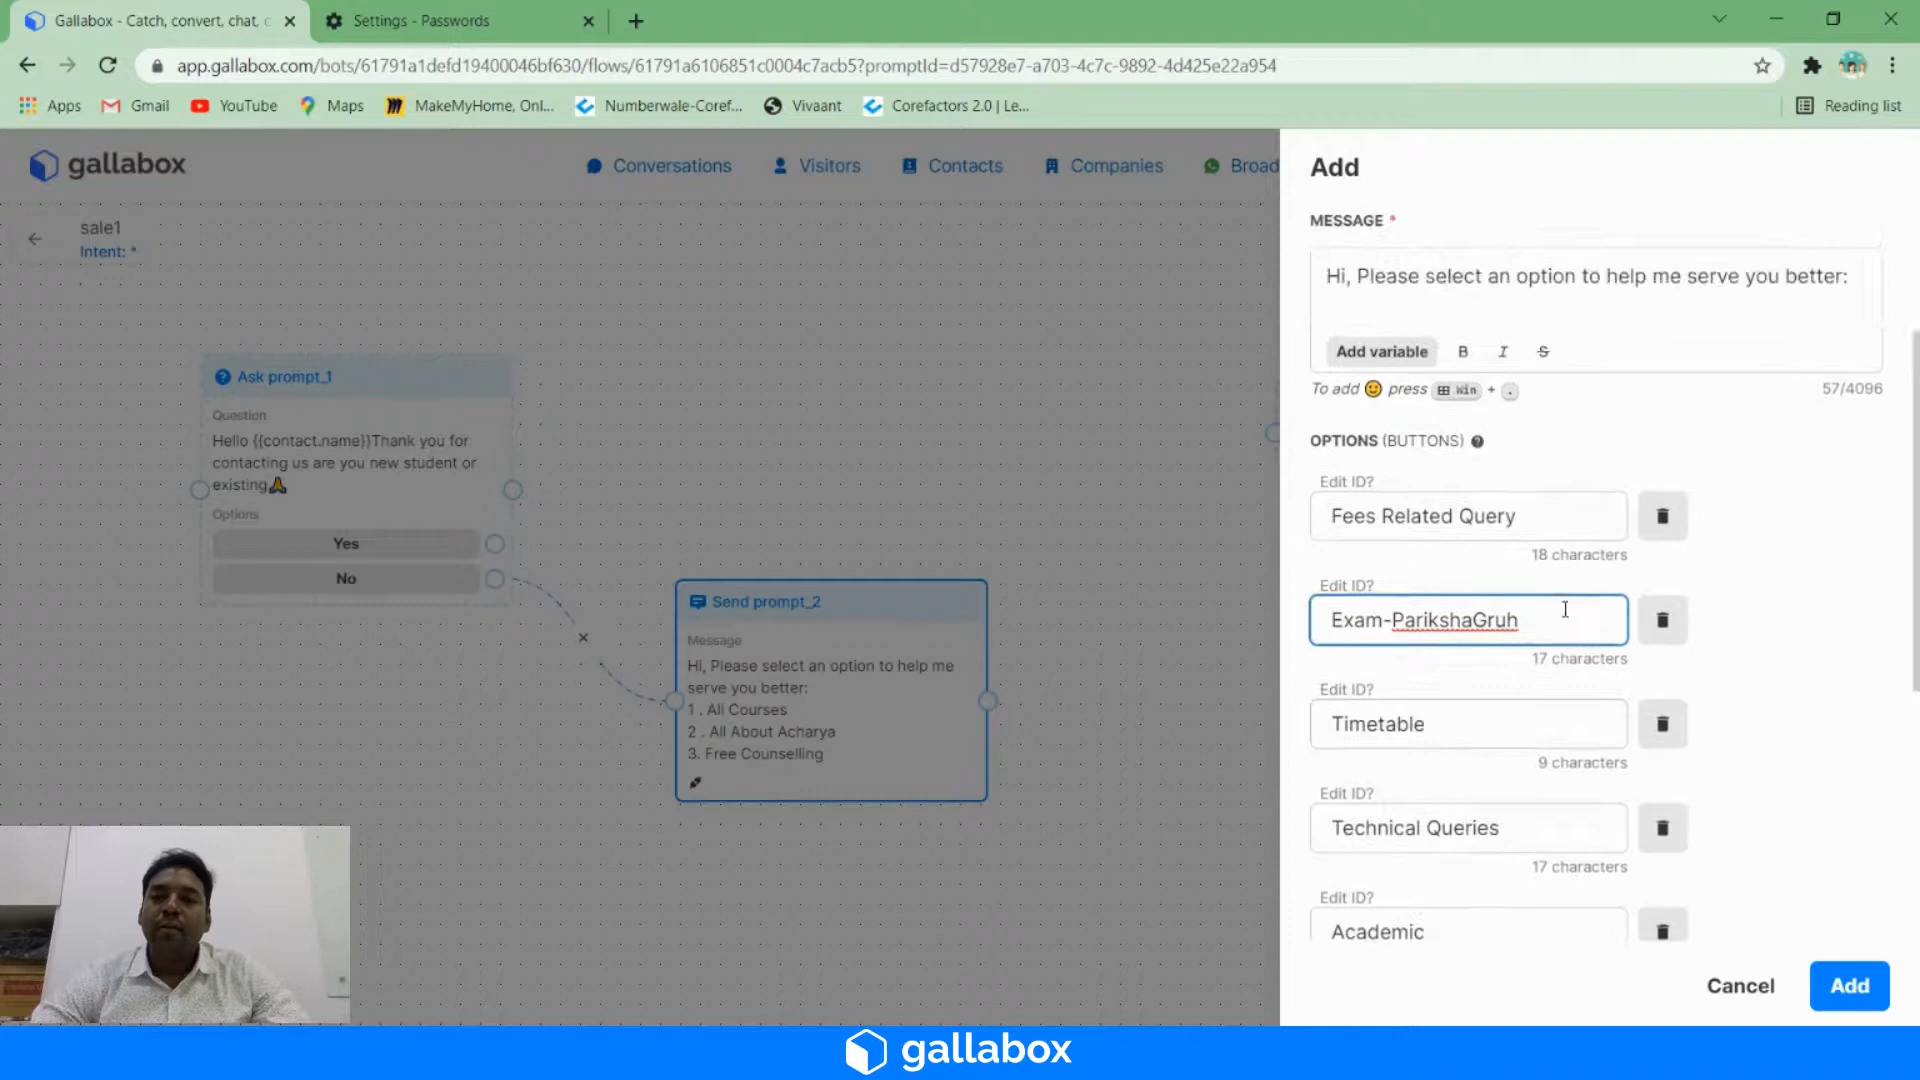 Gallabox - Catch, convert, chat, c
Settings - Passwords
app.gallabox.com/bots/61791a1defd19400046bf630/flows/61791a6106851c0004c7acb5?promptId=d57928e7-a703-4c7c-9892-4d425e22a954
Apps
Gmail
YouTube
Maps
MakeMyHome, Onl...
Numberwale-Coref...
Vivaant
Corefactors 2.0 | Le...
Reading list
gallabox
Conversations
Visitors
Contacts
Companies
Broad
sale1
Intent: *
Ask prompt_1
Question
Hello {{contact.name}}Thank you for
contacting us are you new student or
existing🙏
Options
Yes
No
Send prompt_2
Message
Hi, Please select an option to help me
serve you better:
1 . All Courses
2 . All About Acharya
3. Free Counselling
Add
MESSAGE *
Hi, Please select an option to help me serve you better:
Add variable
B I S
To add 🙂 press Win + .
57/4096
OPTIONS (BUTTONS)
Edit ID?
Fees Related Query
18 characters
Edit ID?
Exam-ParikshaGruh
17 characters
Edit ID?
Timetable
9 characters
Edit ID?
Technical Queries
17 characters
Edit ID?
Academic
Cancel
Add
gallabox